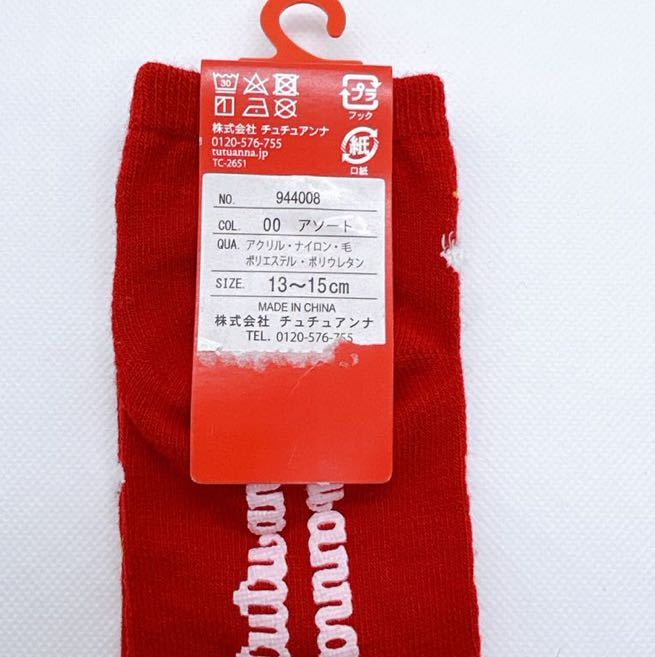 30
プラ
フック
株式会社 チュチュアンナ
0120-576-755
tutuanna.jp
TC-2651
紙
口紙
NO. 944008
COL. 00 アソート
QUA. アクリル・ナイロン・毛
ポリエステル・ポリウレタン
SIZE. 13～15cm
MADE IN CHINA
株式会社 チュチュアンナ
TEL. 0120-576-755
tutu.an